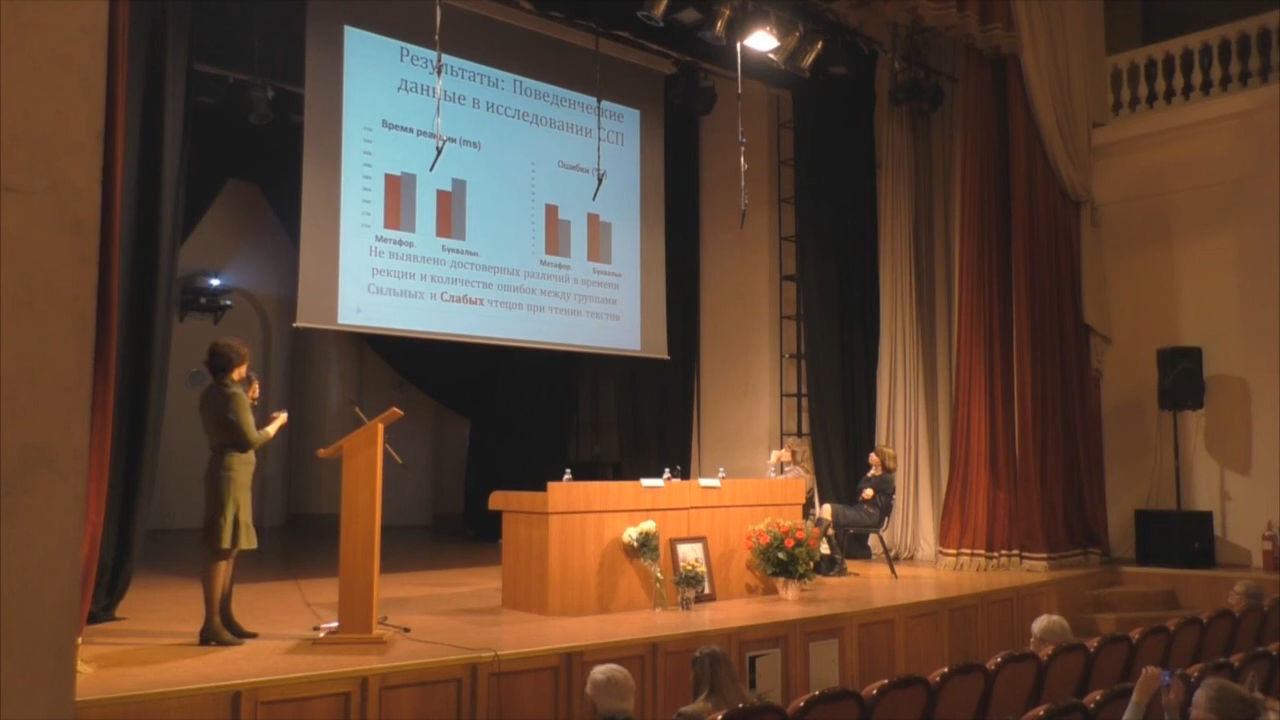 Результаты: Поведенческие
данные в исследовании ССП
Время реакции (ms)
Ошибки
Метафор.
Буквальн.
Метафор.
Буквальн
Не выявлено достоверных различий в времени
рекции и количестве ошибок между группами
Сильных и Слабых чтецов при чтении текстов